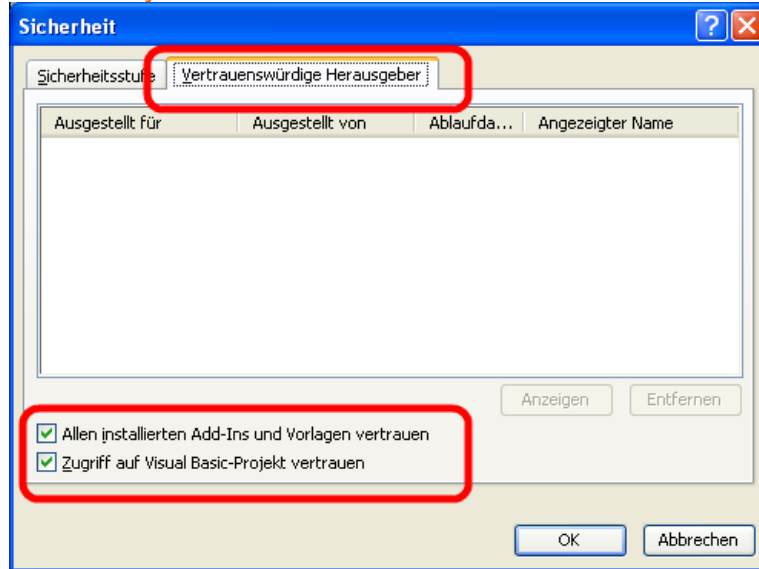 Sicherheit
Sicherheitsstufe Vertrauenswürdige Herausgeber
Ausgestellt für Ausgestellt von Ablaufda... Angezeigter Name
Anzeigen Entfernen
Allen installierten Add-Ins und Vorlagen vertrauen
Zugriff auf Visual Basic-Projekt vertrauen
OK Abbrechen